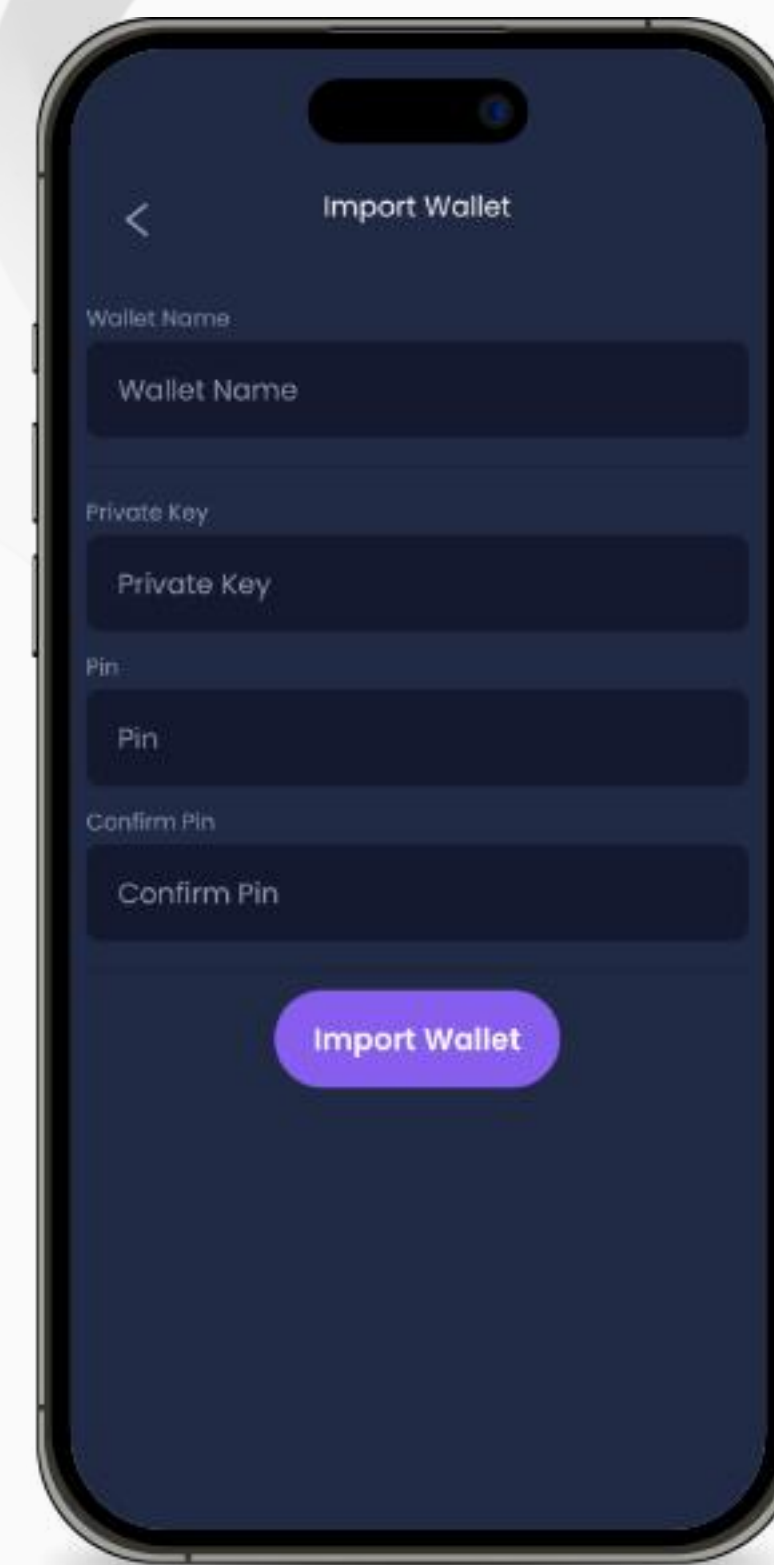 Import Wallet
Wallet Name
Wallet Name
Private Key
Private Key
Pin
Pin
Confirm Pin
Confirm Pin
Import Wallet